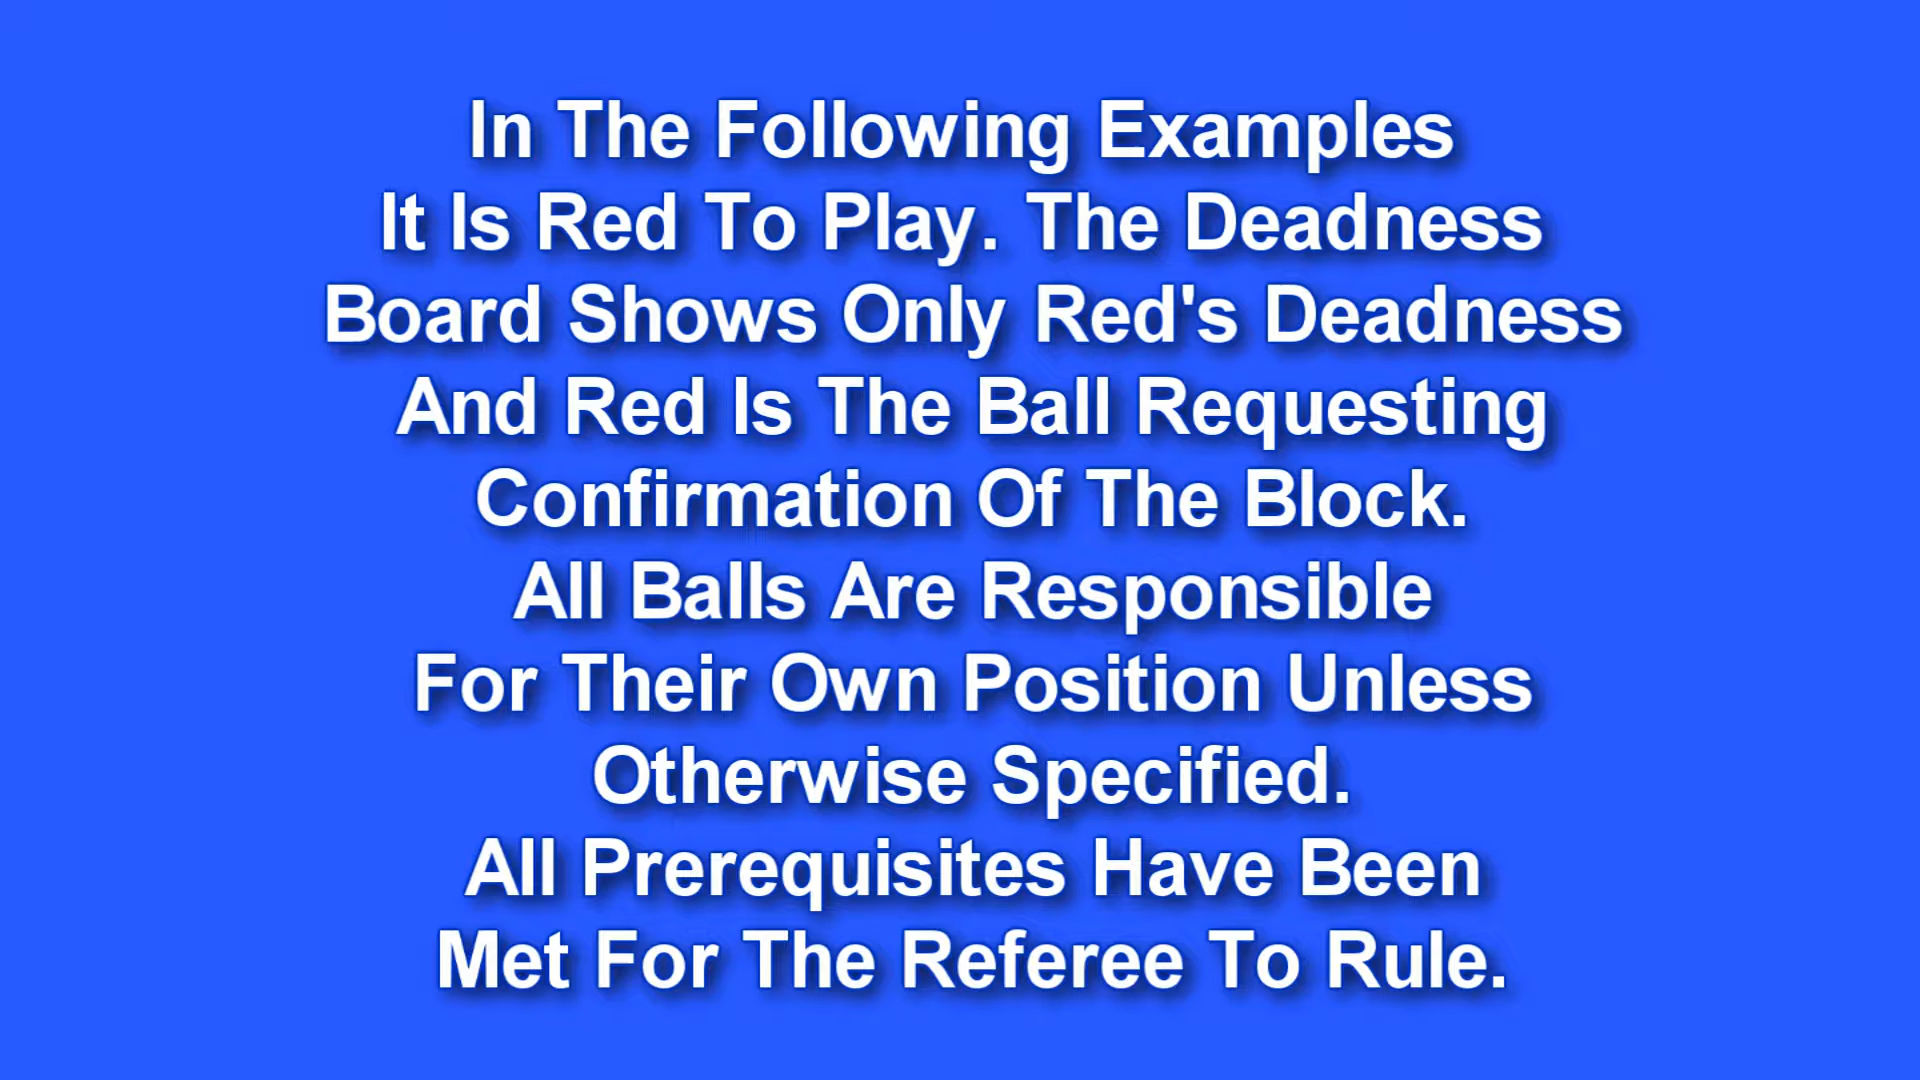 In The Following Examples
It Is Red To Play. The Deadness
Board Shows Only Red's Deadness
And Red Is The Ball Requesting
Confirmation Of The Block.
All Balls Are Responsible
For Their Own Position Unless
Otherwise Specified.
All Prerequisites Have Been
Met For The Referee To Rule.